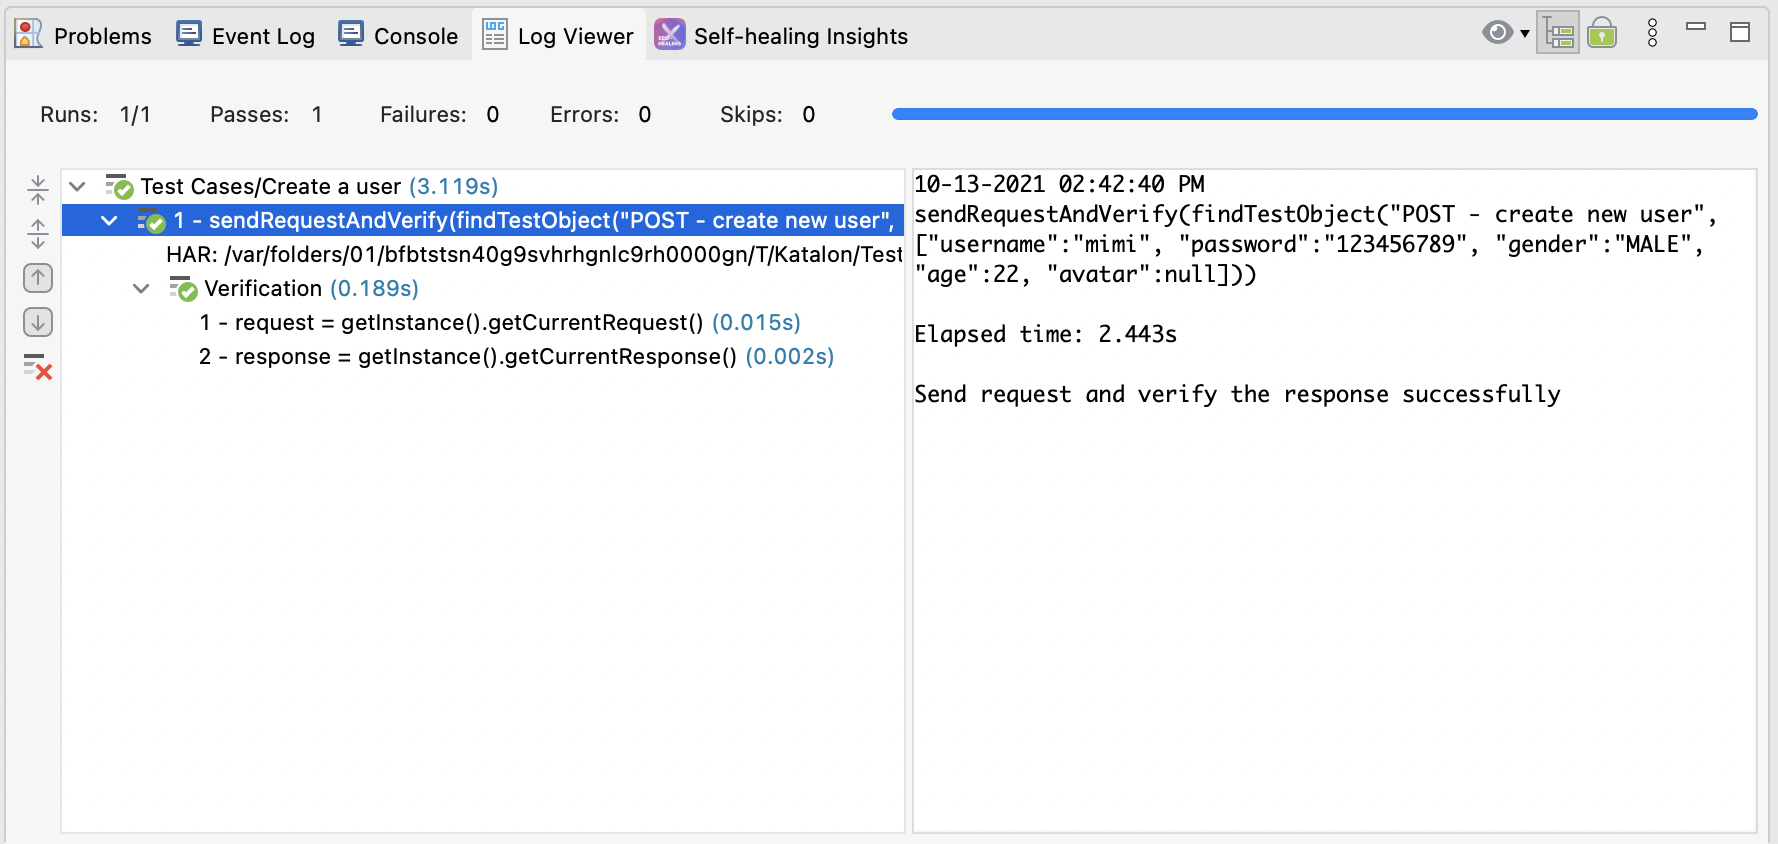 Problems Event Log Console LOG Log Viewer SELF HEALING Self-healing Insights
Runs: 1/1 Passes: 1 Failures: 0 Errors: 0 Skips: 0
Test Cases/Create a user (3.119s)
1 - sendRequestAndVerify(findTestObject("POST - create new user",
HAR: /var/folders/01/bfbtstsn40g9svhrhgnlc9rh0000gn/T/Katalon/Test
Verification (0.189s)
1 - request = getInstance().getCurrentRequest() (0.015s)
2 - response = getInstance().getCurrentResponse() (0.002s)
10-13-2021 02:42:40 PM
sendRequestAndVerify(findTestObject("POST - create new user",
["username":"mimi", "password":"123456789", "gender":"MALE",
"age":22, "avatar":null]))
Elapsed time: 2.443s
Send request and verify the response successfully